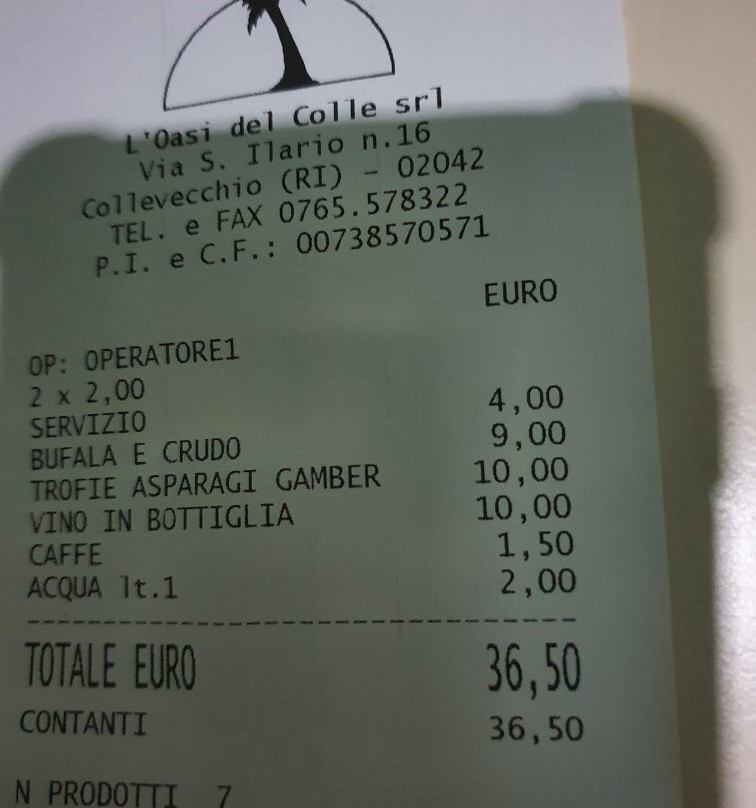 L'Oasi del Colle srl
Via S. Ilario n.16
Collevecchio (RI) - 02042
TEL. e FAX 0765.578322
P.I. e C.F.: 00738570571
EURO
OP: OPERATORE1
2 x 2,00
SERVIZIO 4,00
BUFALA E CRUDO 9,00
TROFIE ASPARAGI GAMBER 10,00
VINO IN BOTTIGLIA 10,00
CAFFE 1,50
ACQUA lt.1 2,00
TOTALE EURO 36,50
CONTANTI 36,50
N PRODOTTI 7